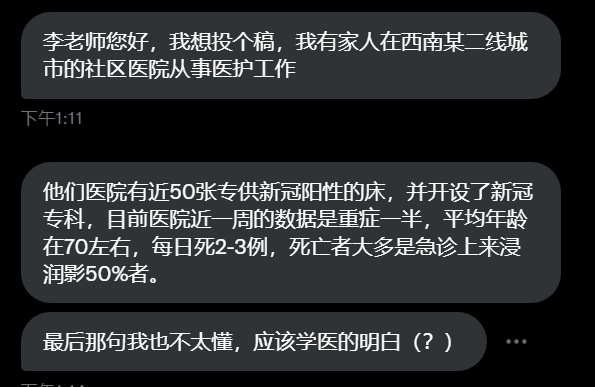 李老师您好，我想投个稿，我有家人在西南某二线城
市的社区医院从事医护工作
下午1:11
他们医院有近50张专供新冠阳性的床，并开设了新冠
专科，目前医院近一周的数据是重症一半，平均年龄
在70左右，每日死2-3例，死亡者大多是急诊上来浸
润影50%者。
最后那句我也不太懂，应该学医的明白（？）